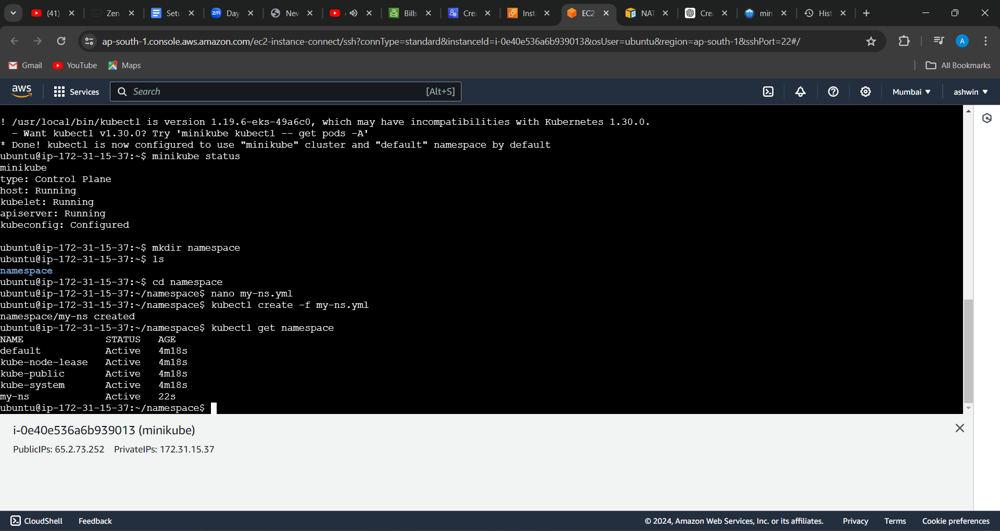 (41)
Zen
Setu
Day
Nev
Bills
Cre
Inst
EC2
NAT
Cre
min
Hist
ap-south-1.console.aws.amazon.com/ec2-instance-connect/ssh?connType=standard&instanceId=i-0e40e536a6b939013&osUser=ubuntu&region=ap-south-1&sshPort=22#/
A
Gmail
YouTube
Maps
All Bookmarks
aws
Services
Search
[Alt+S]
Mumbai
ashwin
! /usr/local/bin/kubectl is version 1.19.6-eks-49a6c0, which may have incompatibilities with Kubernetes 1.30.0.
- Want kubectl v1.30.0? Try 'minikube kubectl -- get pods -A'
* Done! kubectl is now configured to use "minikube" cluster and "default" namespace by default
ubuntu@ip-172-31-15-37:~$ minikube status
minikube
type: Control Plane
host: Running
kubelet: Running
apiserver: Running
kubeconfig: Configured
ubuntu@ip-172-31-15-37:~$ mkdir namespace
ubuntu@ip-172-31-15-37:~$ ls
namespace
ubuntu@ip-172-31-15-37:~$ cd namespace
ubuntu@ip-172-31-15-37:~/namespace$ nano my-ns.yml
ubuntu@ip-172-31-15-37:~/namespace$ kubectl create -f my-ns.yml
namespace/my-ns created
ubuntu@ip-172-31-15-37:~/namespace$ kubectl get namespace
NAME STATUS AGE
default Active 4m18s
kube-node-lease Active 4m18s
kube-public Active 4m18s
kube-system Active 4m18s
my-ns Active 22s
ubuntu@ip-172-31-15-37:~/namespace$
i-0e40e536a6b939013 (minikube)
PublicIPs: 65.2.73.252 PrivateIPs: 172.31.15.37
CloudShell
Feedback
© 2024, Amazon Web Services, Inc. or its affiliates.
Privacy
Terms
Cookie preferences